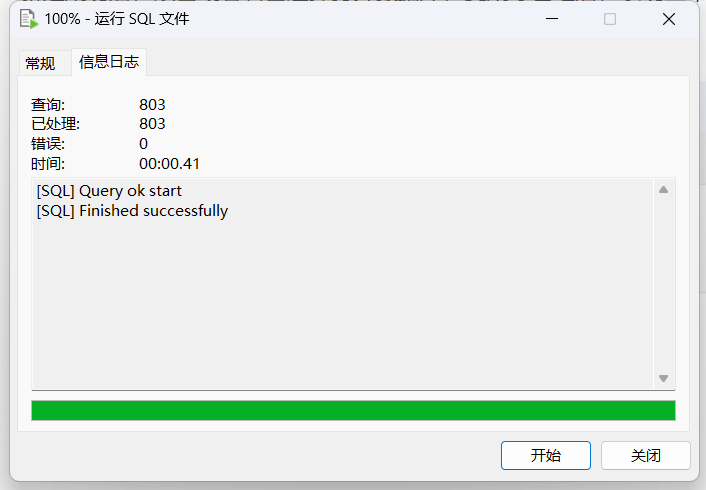 100% - 运行 SQL 文件
常规 信息日志
查询: 803
已处理: 803
错误: 0
时间: 00:00.41
[SQL] Query ok start
[SQL] Finished successfully
开始 关闭